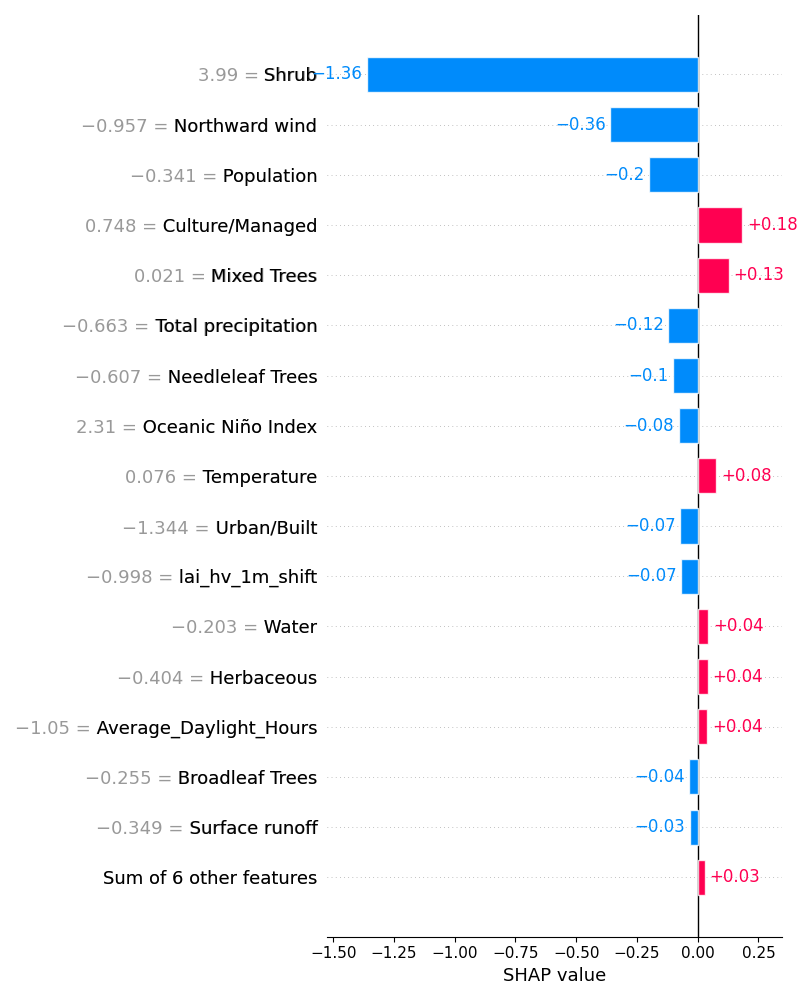 3.99 = Shrub −1.36
−0.957 = Northward wind −0.36
−0.341 = Population −0.2
0.748 = Culture/Managed +0.18
0.021 = Mixed Trees +0.13
−0.663 = Total precipitation −0.12
−0.607 = Needleleaf Trees −0.1
2.31 = Oceanic Niño Index −0.08
0.076 = Temperature +0.08
−1.344 = Urban/Built −0.07
−0.998 = lai_hv_1m_shift −0.07
−0.203 = Water +0.04
−0.404 = Herbaceous +0.04
−1.05 = Average_Daylight_Hours +0.04
−0.255 = Broadleaf Trees −0.04
−0.349 = Surface runoff −0.03
Sum of 6 other features +0.03
−1.50 −1.25 −1.00 −0.75 −0.50 −0.25 0.00 0.25
SHAP value